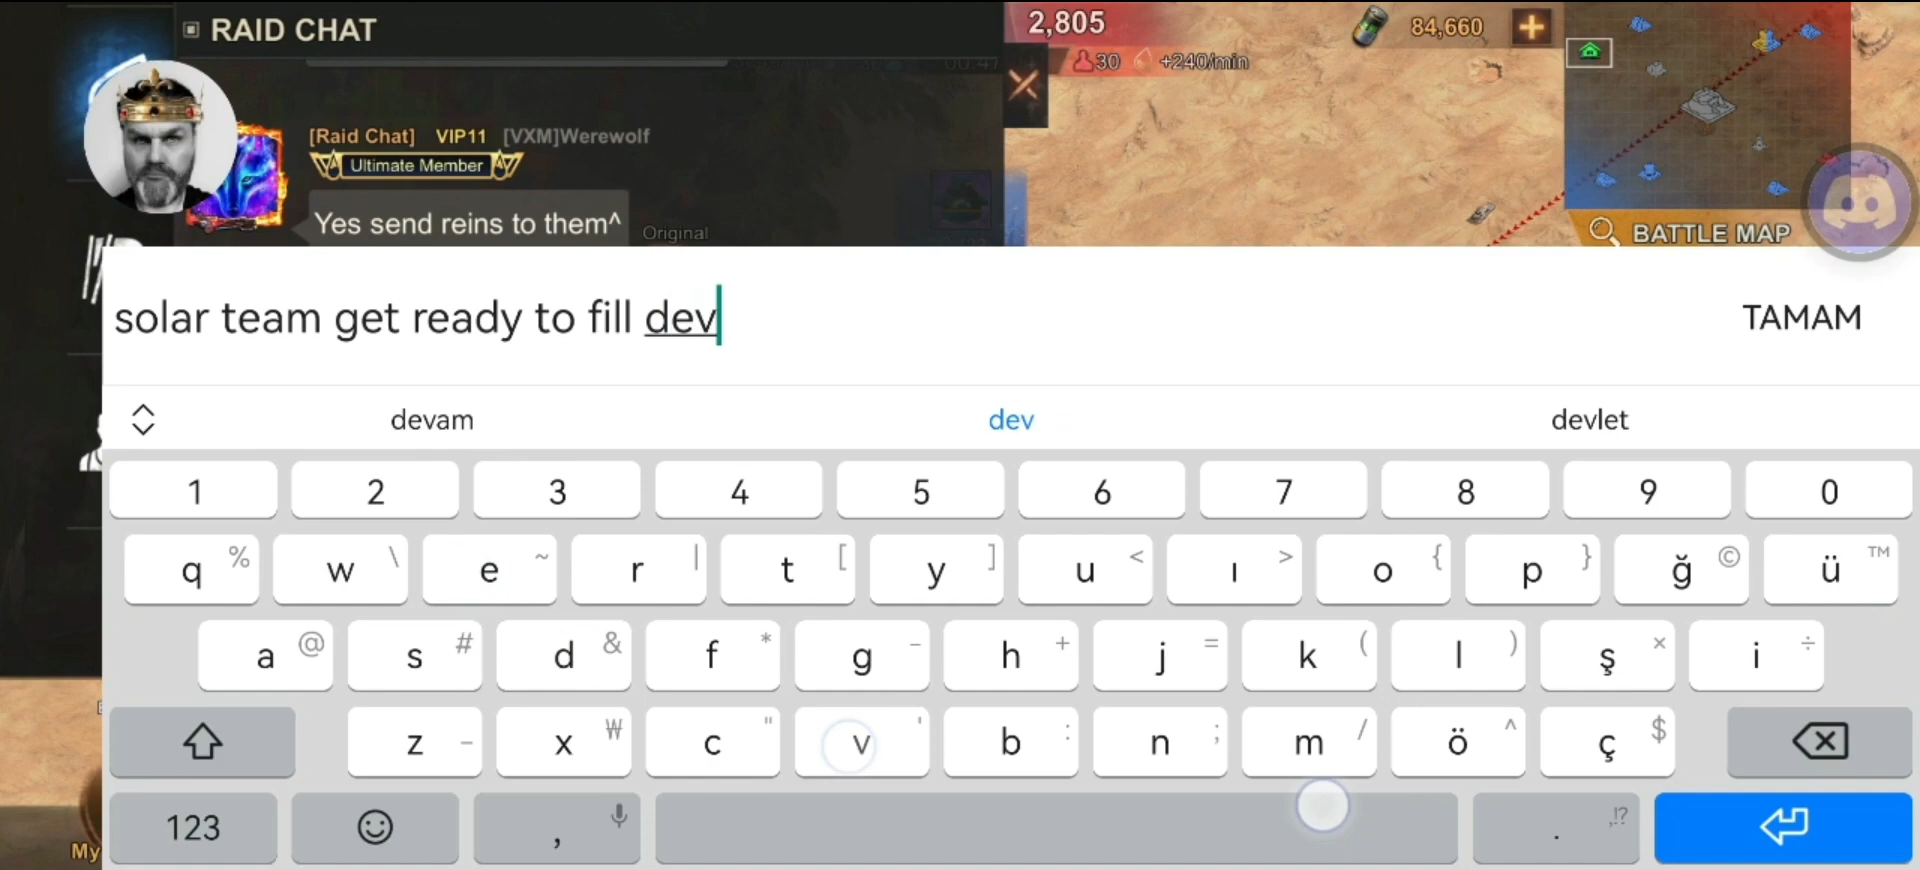 RAID CHAT
2,805
84,660
30
+240/min
[Raid Chat] VIP11 [VXM]Werewolf
Ultimate Member
Yes send reins to them^
Original
BATTLE MAP
solar team get ready to fill dev
TAMAM
devam dev devlet
1 2 3 4 5 6 7 8 9 0
q % w \ e ~ r | t [ y ] u < ı > o { p } ğ © ü ™
a @ s # d & f * g - h + j = k ( l ) ş × i ÷
z _ x ₩ c " v ' b : n ; m / ö ^ ç $
123 , . ,!?
My